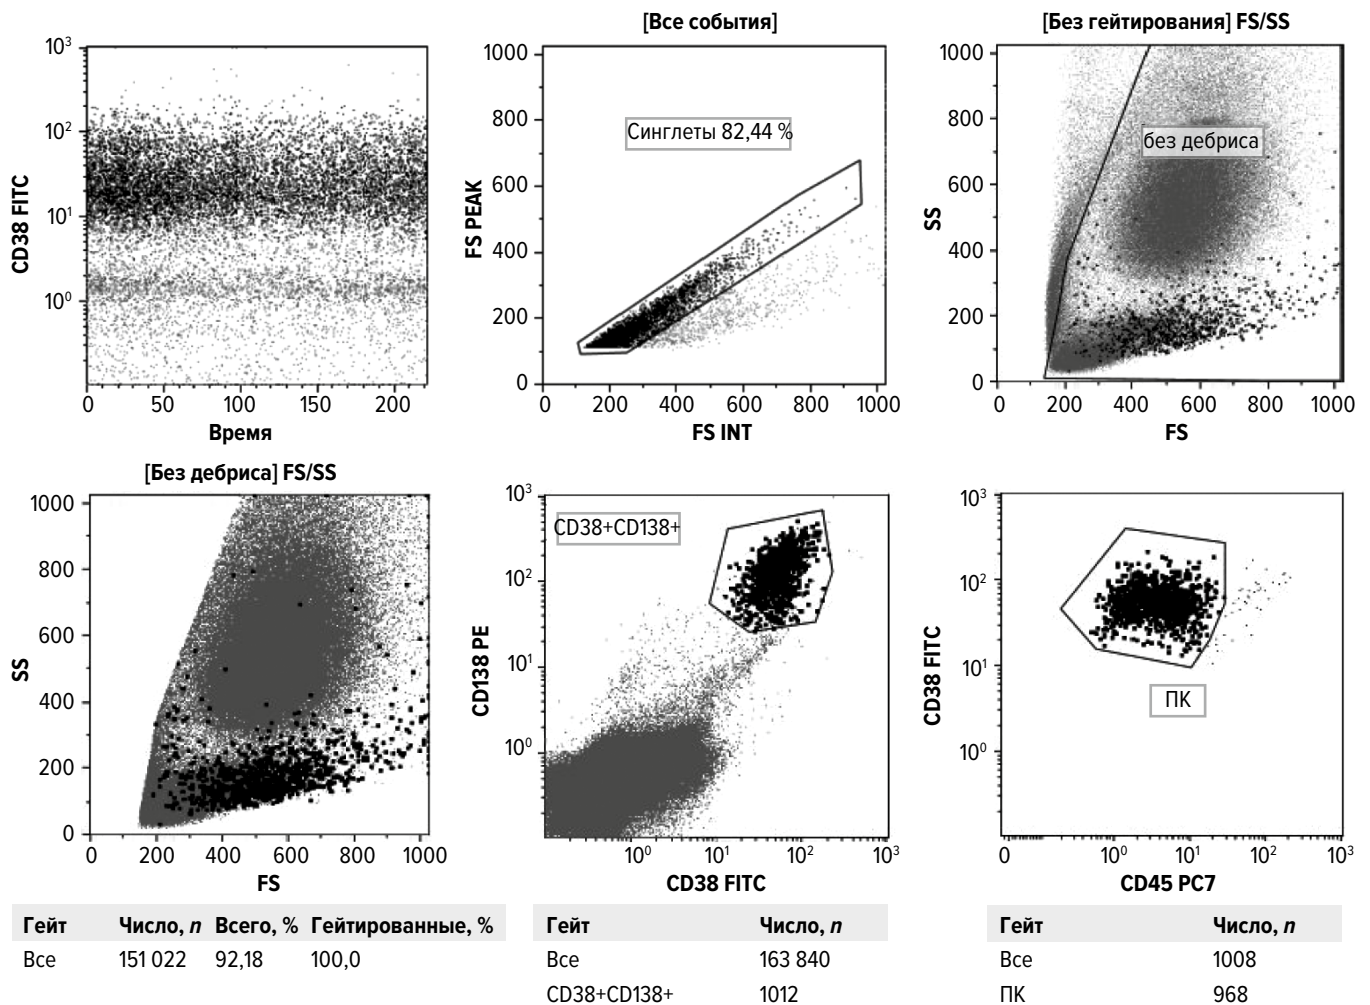 [Все события]
[Без гейтирования] FS/SS
CD38 FITC
10³
10²
10¹
10⁰
0 50 100 150 200
Время
FS PEAK
1000
800
600
400
200
0
Синглеты 82,44 %
0 200 400 600 800 1000
FS INT
SS
1000
800
600
400
200
0
без дебриса
200 400 600 800 1000
FS
[Без дебриса] FS/SS
SS
1000
800
600
400
200
0
0 200 400 600 800 1000
FS
CD138 PE
10³
10²
10¹
10⁰
CD38+CD138+
10⁰ 10¹ 10² 10³
CD38 FITC
CD38 FITC
10³
10²
10¹
10⁰
ПК
0 10⁰ 10¹ 10² 10³
CD45 PC7
Гейт Число, n Всего, % Гейтированные, %
Все 151 022 92,18 100,0
Гейт Число, n
Все 163 840
CD38+CD138+ 1012
Гейт Число, n
Все 1008
ПК 968